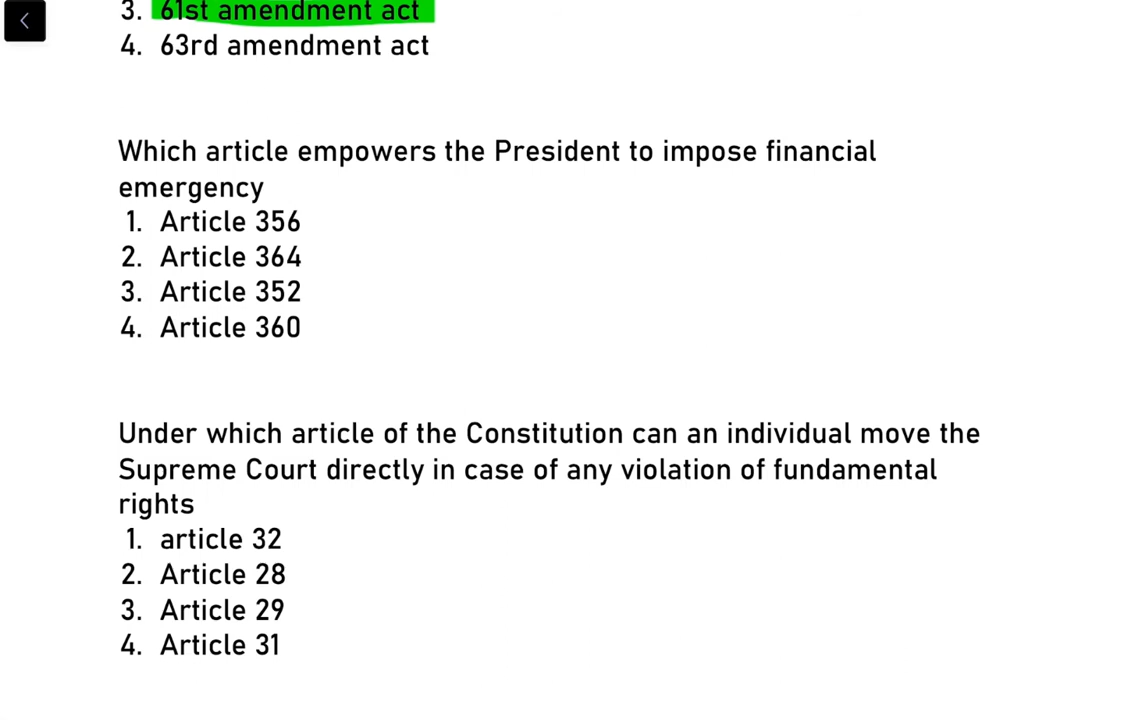 3. 61st amendment act
4. 63rd amendment act
Which article empowers the President to impose financial
emergency
1. Article 356
2. Article 364
3. Article 352
4. Article 360
Under which article of the Constitution can an individual move the
Supreme Court directly in case of any violation of fundamental
rights
1. article 32
2. Article 28
3. Article 29
4. Article 31